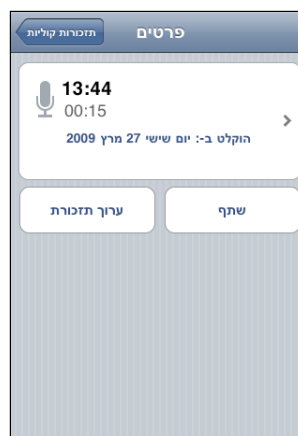 פרטים
תזכורות קוליות
13:44
00:15
הוקלט ב-: יום שישי 27 מרץ 2009
ערוך תזכורת
שתף